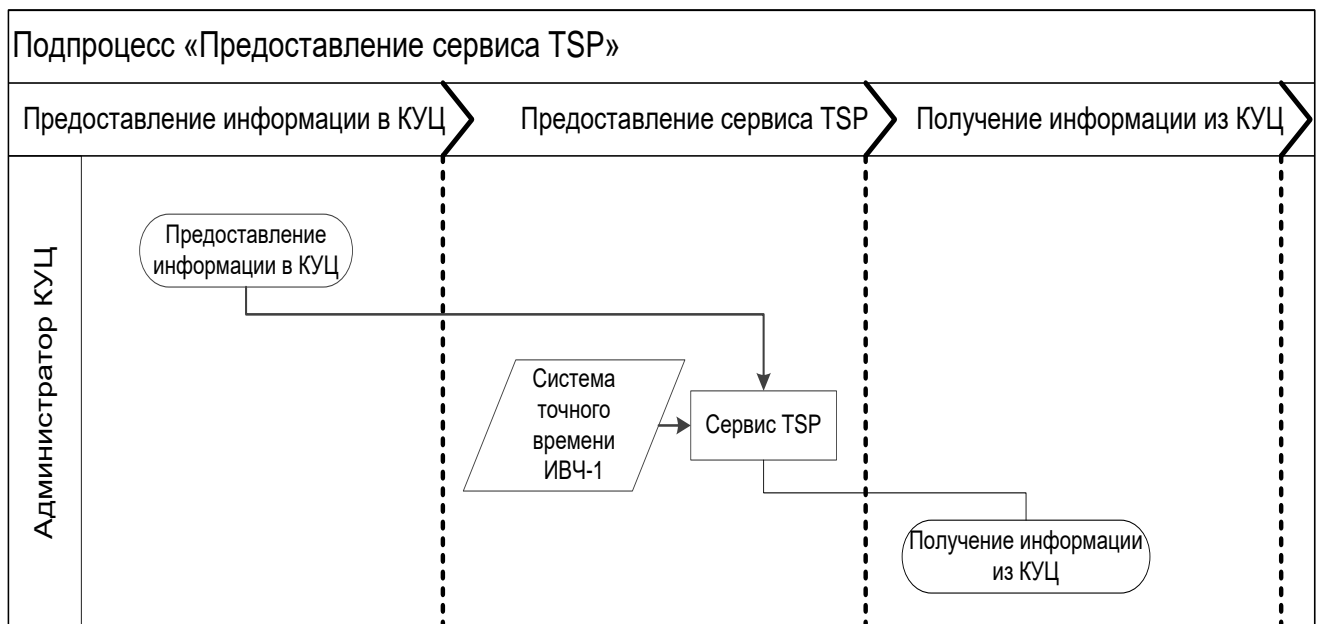 Подпроцесс «Предоставление сервиса TSP»
Предоставление информации в КУЦ
Предоставление сервиса TSP
Получение информации из КУЦ
Администратор КУЦ
Предоставление
информации в КУЦ
Система
точного
времени
ИВЧ-1
Сервис TSP
Получение информации
из КУЦ